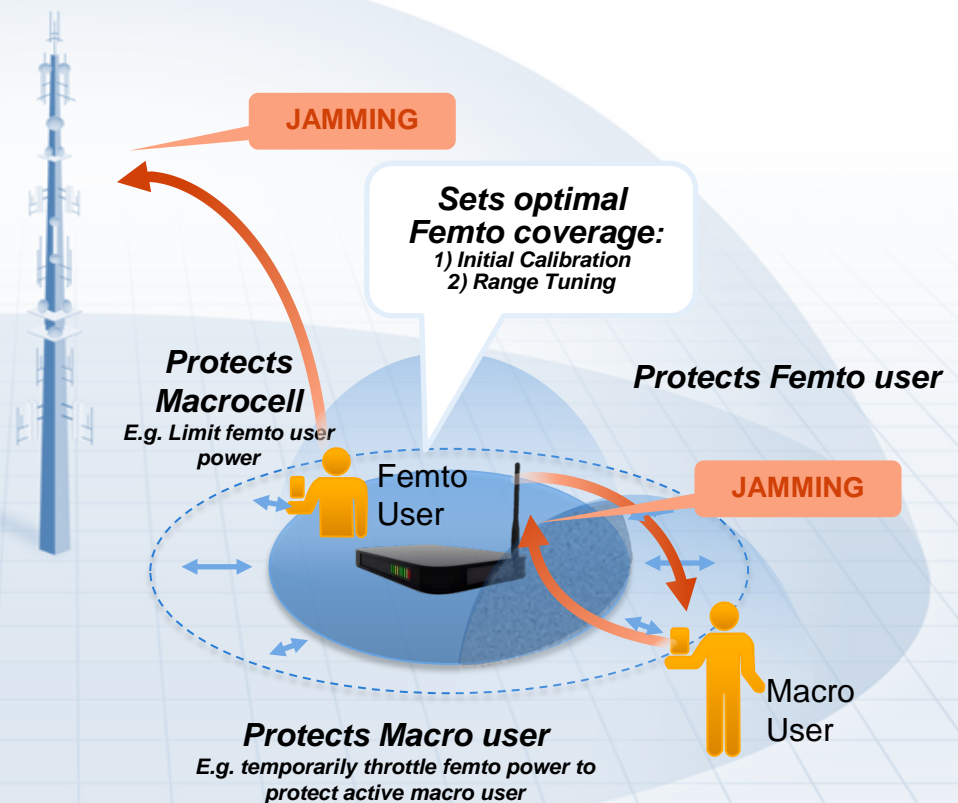 JAMMING
Sets optimal
Femto coverage:
1) Initial Calibration
2) Range Tuning
Protects
Macrocell
E.g. Limit femto user
power
Protects Femto user
Femto
User
JAMMING
Macro
User
Protects Macro user
E.g. temporarily throttle femto power to
protect active macro user